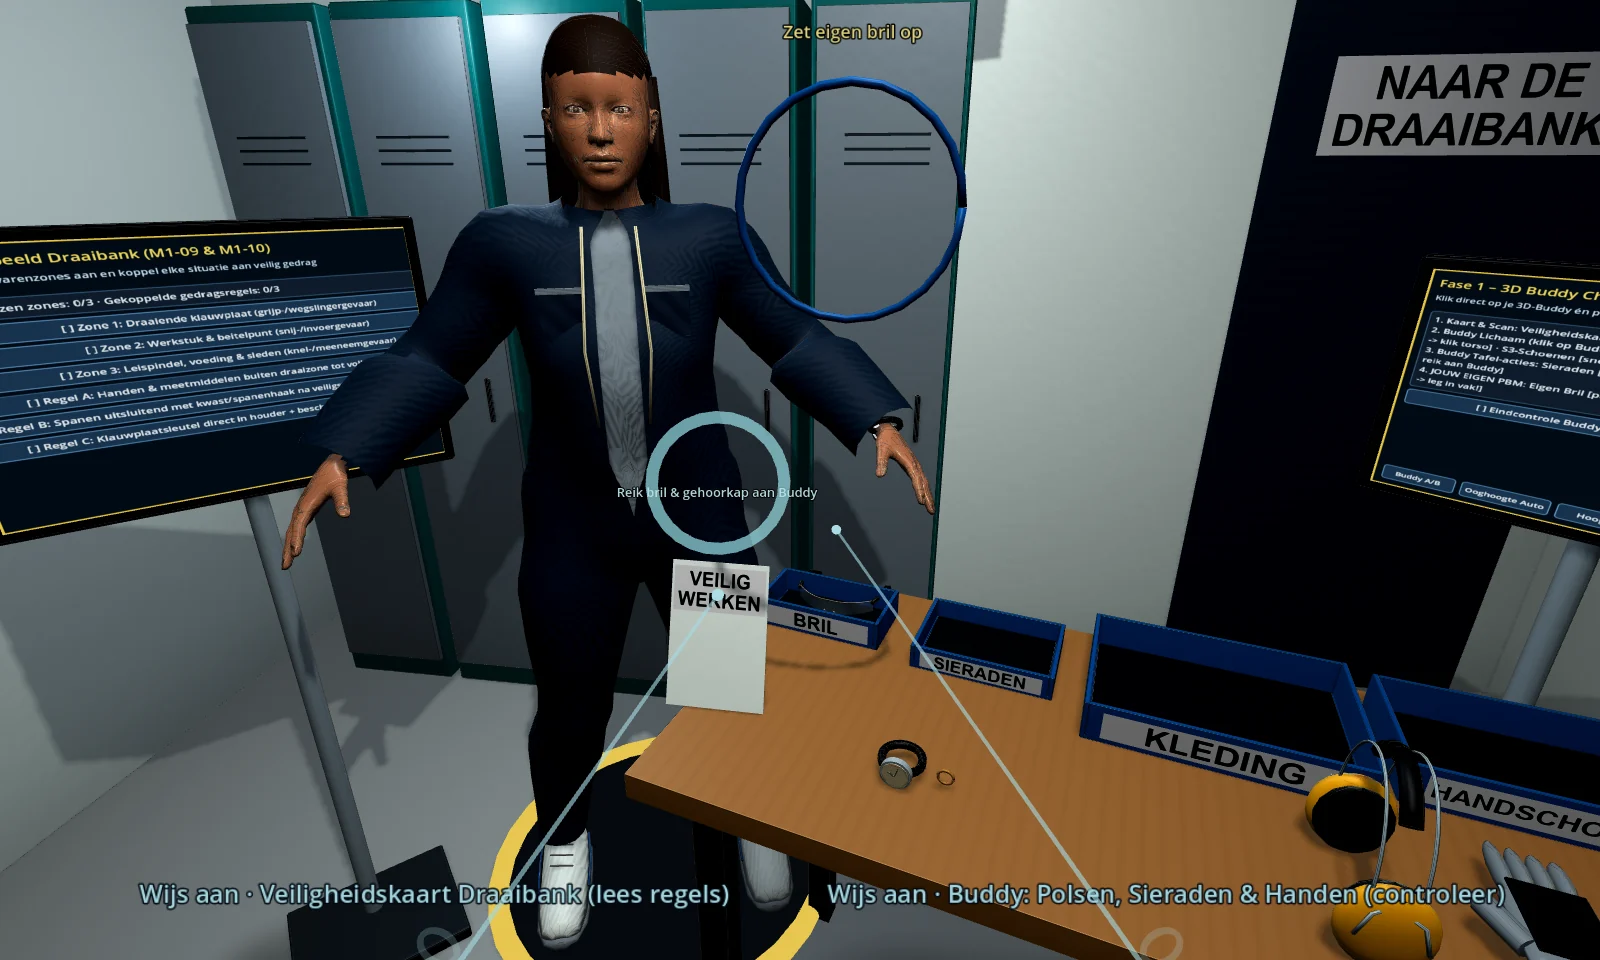 Zet eigen bril op
NAAR DE
DRAAIBANK
eeld Draaibank (M1-09 & M1-10)
arenzones aan en koppel elke situatie aan veilig gedrag
zen zones: 0/3 · Gekoppelde gedragsregels: 0/3
[ ] Zone 1: Draaiende klauwplaat (grijp-/wegslingergevaar)
[ ] Zone 2: Werkstuk & beitelpunt (snij-/invoergevaar)
[ ] Zone 3: Leispindel, voeding & sleden (knel-/meeneemgevaar)
[ ] Regel A: Handen & meetmiddelen buiten draaizone tot vol
Regel B: Spanen uitsluitend met kwast/spanenhaak na veilige
[ ] Regel C: Klauwplaatsleutel direct in houder + besch
Fase 1 – 3D Buddy Ch
Klik direct op je 3D-Buddy én p
1. Kaart & Scan: Veiligheidska
2. Buddy Lichaam (klik op Bud
-> klik torso] · S3-Schoenen [sn
3. Buddy Tafel-acties: Sieraden [
reik aan Buddy]
4. JOUW EIGEN PBM: Eigen Bril [p
-> leg in vak!]
[ ] Eindcontrole Buddy
Buddy A/B
Ooghoogte Auto
Hoo
Reik bril & gehoorkap aan Buddy
VEILIG
WERKEN
BRIL
SIERADEN
KLEDING
HANDSCHO
Wijs aan · Veiligheidskaart Draaibank (lees regels)
Wijs aan · Buddy: Polsen, Sieraden & Handen (controleer)